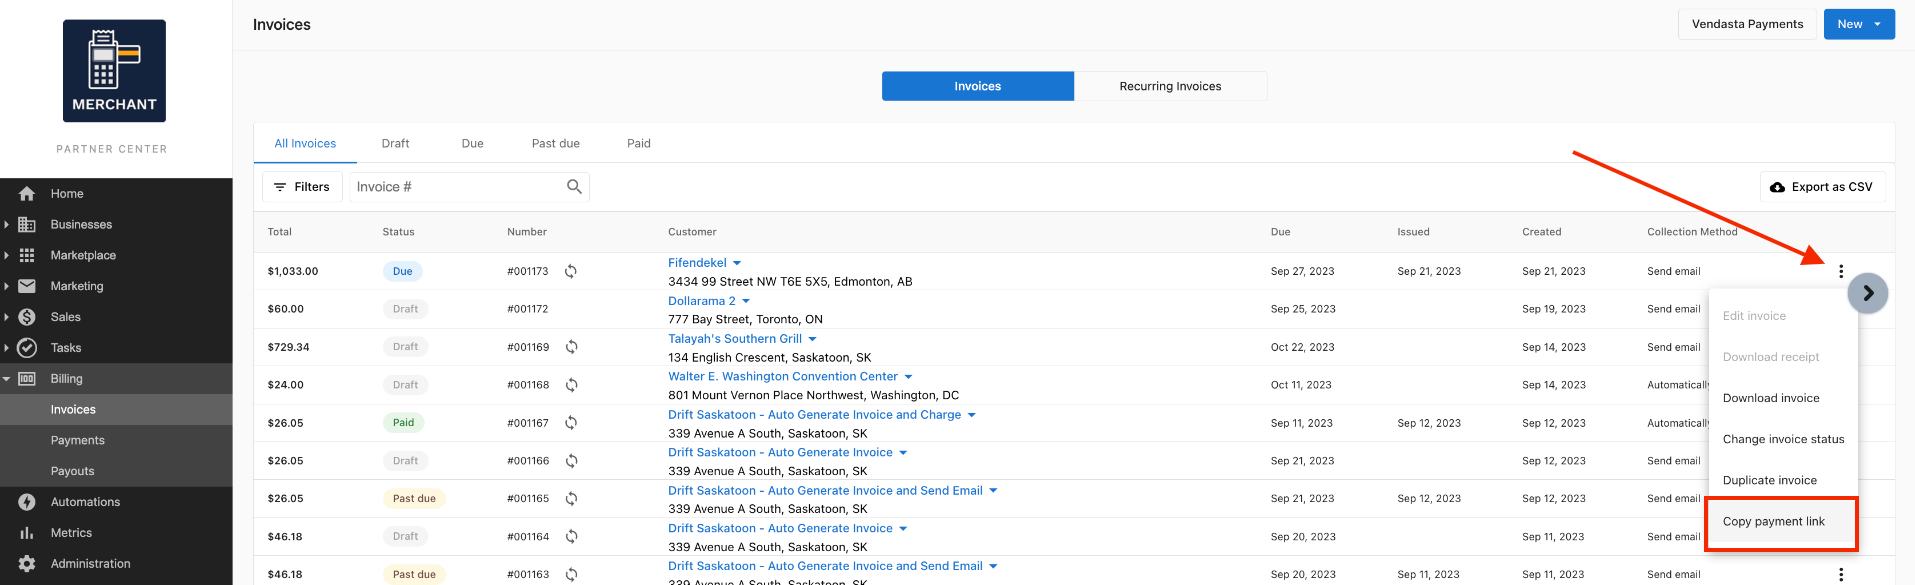 MERCHANT
PARTNER CENTER
Home
Businesses
Marketplace
Marketing
Sales
Tasks
Billing
Invoices
Payments
Payouts
Automations
Metrics
Administration
Invoices
Vendasta Payments
New
Invoices
Recurring Invoices
All Invoices Draft Due Past due Paid
Filters
Invoice #
Export as CSV
Total Status Number Customer Due Issued Created Collection Method
$1,033.00 Due #001173 Fifendekel Sep 27, 2023 Sep 21, 2023 Sep 21, 2023 Send email
3434 99 Street NW T6E 5X5, Edmonton, AB
$60.00 Draft #001172 Dollarama 2 Sep 25, 2023 Sep 19, 2023 Send email
777 Bay Street, Toronto, ON
$729.34 Draft #001169 Talayah's Southern Grill Oct 22, 2023 Sep 14, 2023 Send email
134 English Crescent, Saskatoon, SK
$24.00 Draft #001168 Walter E. Washington Convention Center Oct 11, 2023 Sep 14, 2023 Automatically
801 Mount Vernon Place Northwest, Washington, DC
$26.05 Paid #001167 Drift Saskatoon - Auto Generate Invoice and Charge Sep 11, 2023 Sep 12, 2023 Sep 12, 2023 Automatically
339 Avenue A South, Saskatoon, SK
$26.05 Draft #001166 Drift Saskatoon - Auto Generate Invoice Sep 21, 2023 Sep 12, 2023 Send email
339 Avenue A South, Saskatoon, SK
$26.05 Past due #001165 Drift Saskatoon - Auto Generate Invoice and Send Email Sep 21, 2023 Sep 12, 2023 Sep 12, 2023 Send email
339 Avenue A South, Saskatoon, SK
$46.18 Draft #001164 Drift Saskatoon - Auto Generate Invoice Sep 20, 2023 Sep 11, 2023 Send email
339 Avenue A South, Saskatoon, SK
$46.18 Past due #001163 Drift Saskatoon - Auto Generate Invoice and Send Email Sep 20, 2023 Sep 11, 2023 Sep 11, 2023 Send email
339 Avenue A South, Saskatoon, SK
Edit invoice
Download receipt
Download invoice
Change invoice status
Duplicate invoice
Copy payment link